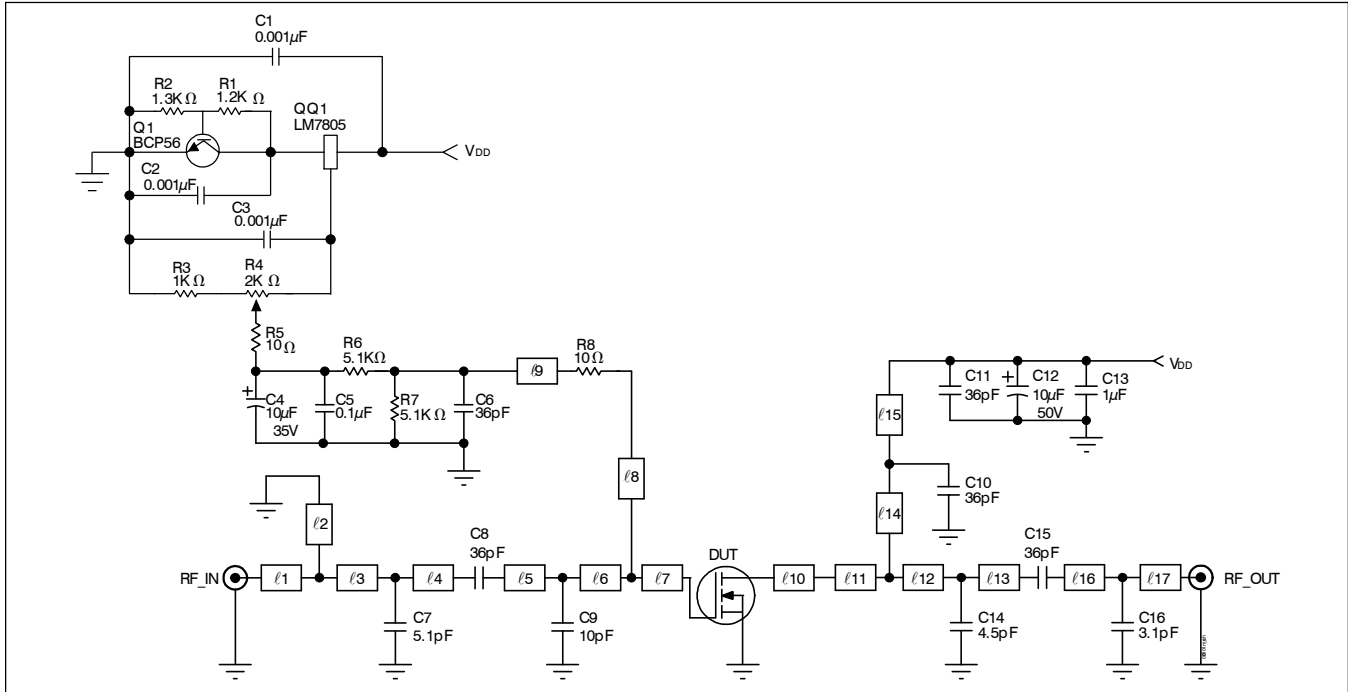 C1
0.001µF
R2
1.3K Ω
R1
1.2K Ω
QQ1
LM7805
Q1
BCP56
VDD
C2
0.001µF
C3
0.001µF
R3
1K Ω
R4
2K Ω
R5
10Ω
R6
5.1KΩ
R8
10Ω
ℓ9
C4
10µF
35V
C5
0.1µF
R7
5.1K Ω
C6
36pF
VDD
C11
36pF
C12
10µF
50V
C13
1µF
ℓ15
ℓ8
C10
36pF
ℓ14
ℓ2
C8
36pF
DUT
C15
36pF
RF_IN
ℓ1
ℓ3
ℓ4
ℓ5
ℓ6
ℓ7
ℓ10
ℓ11
ℓ12
ℓ13
ℓ16
ℓ17
RF_OUT
C7
5.1pF
C9
10pF
C14
4.5pF
C16
3.1pF